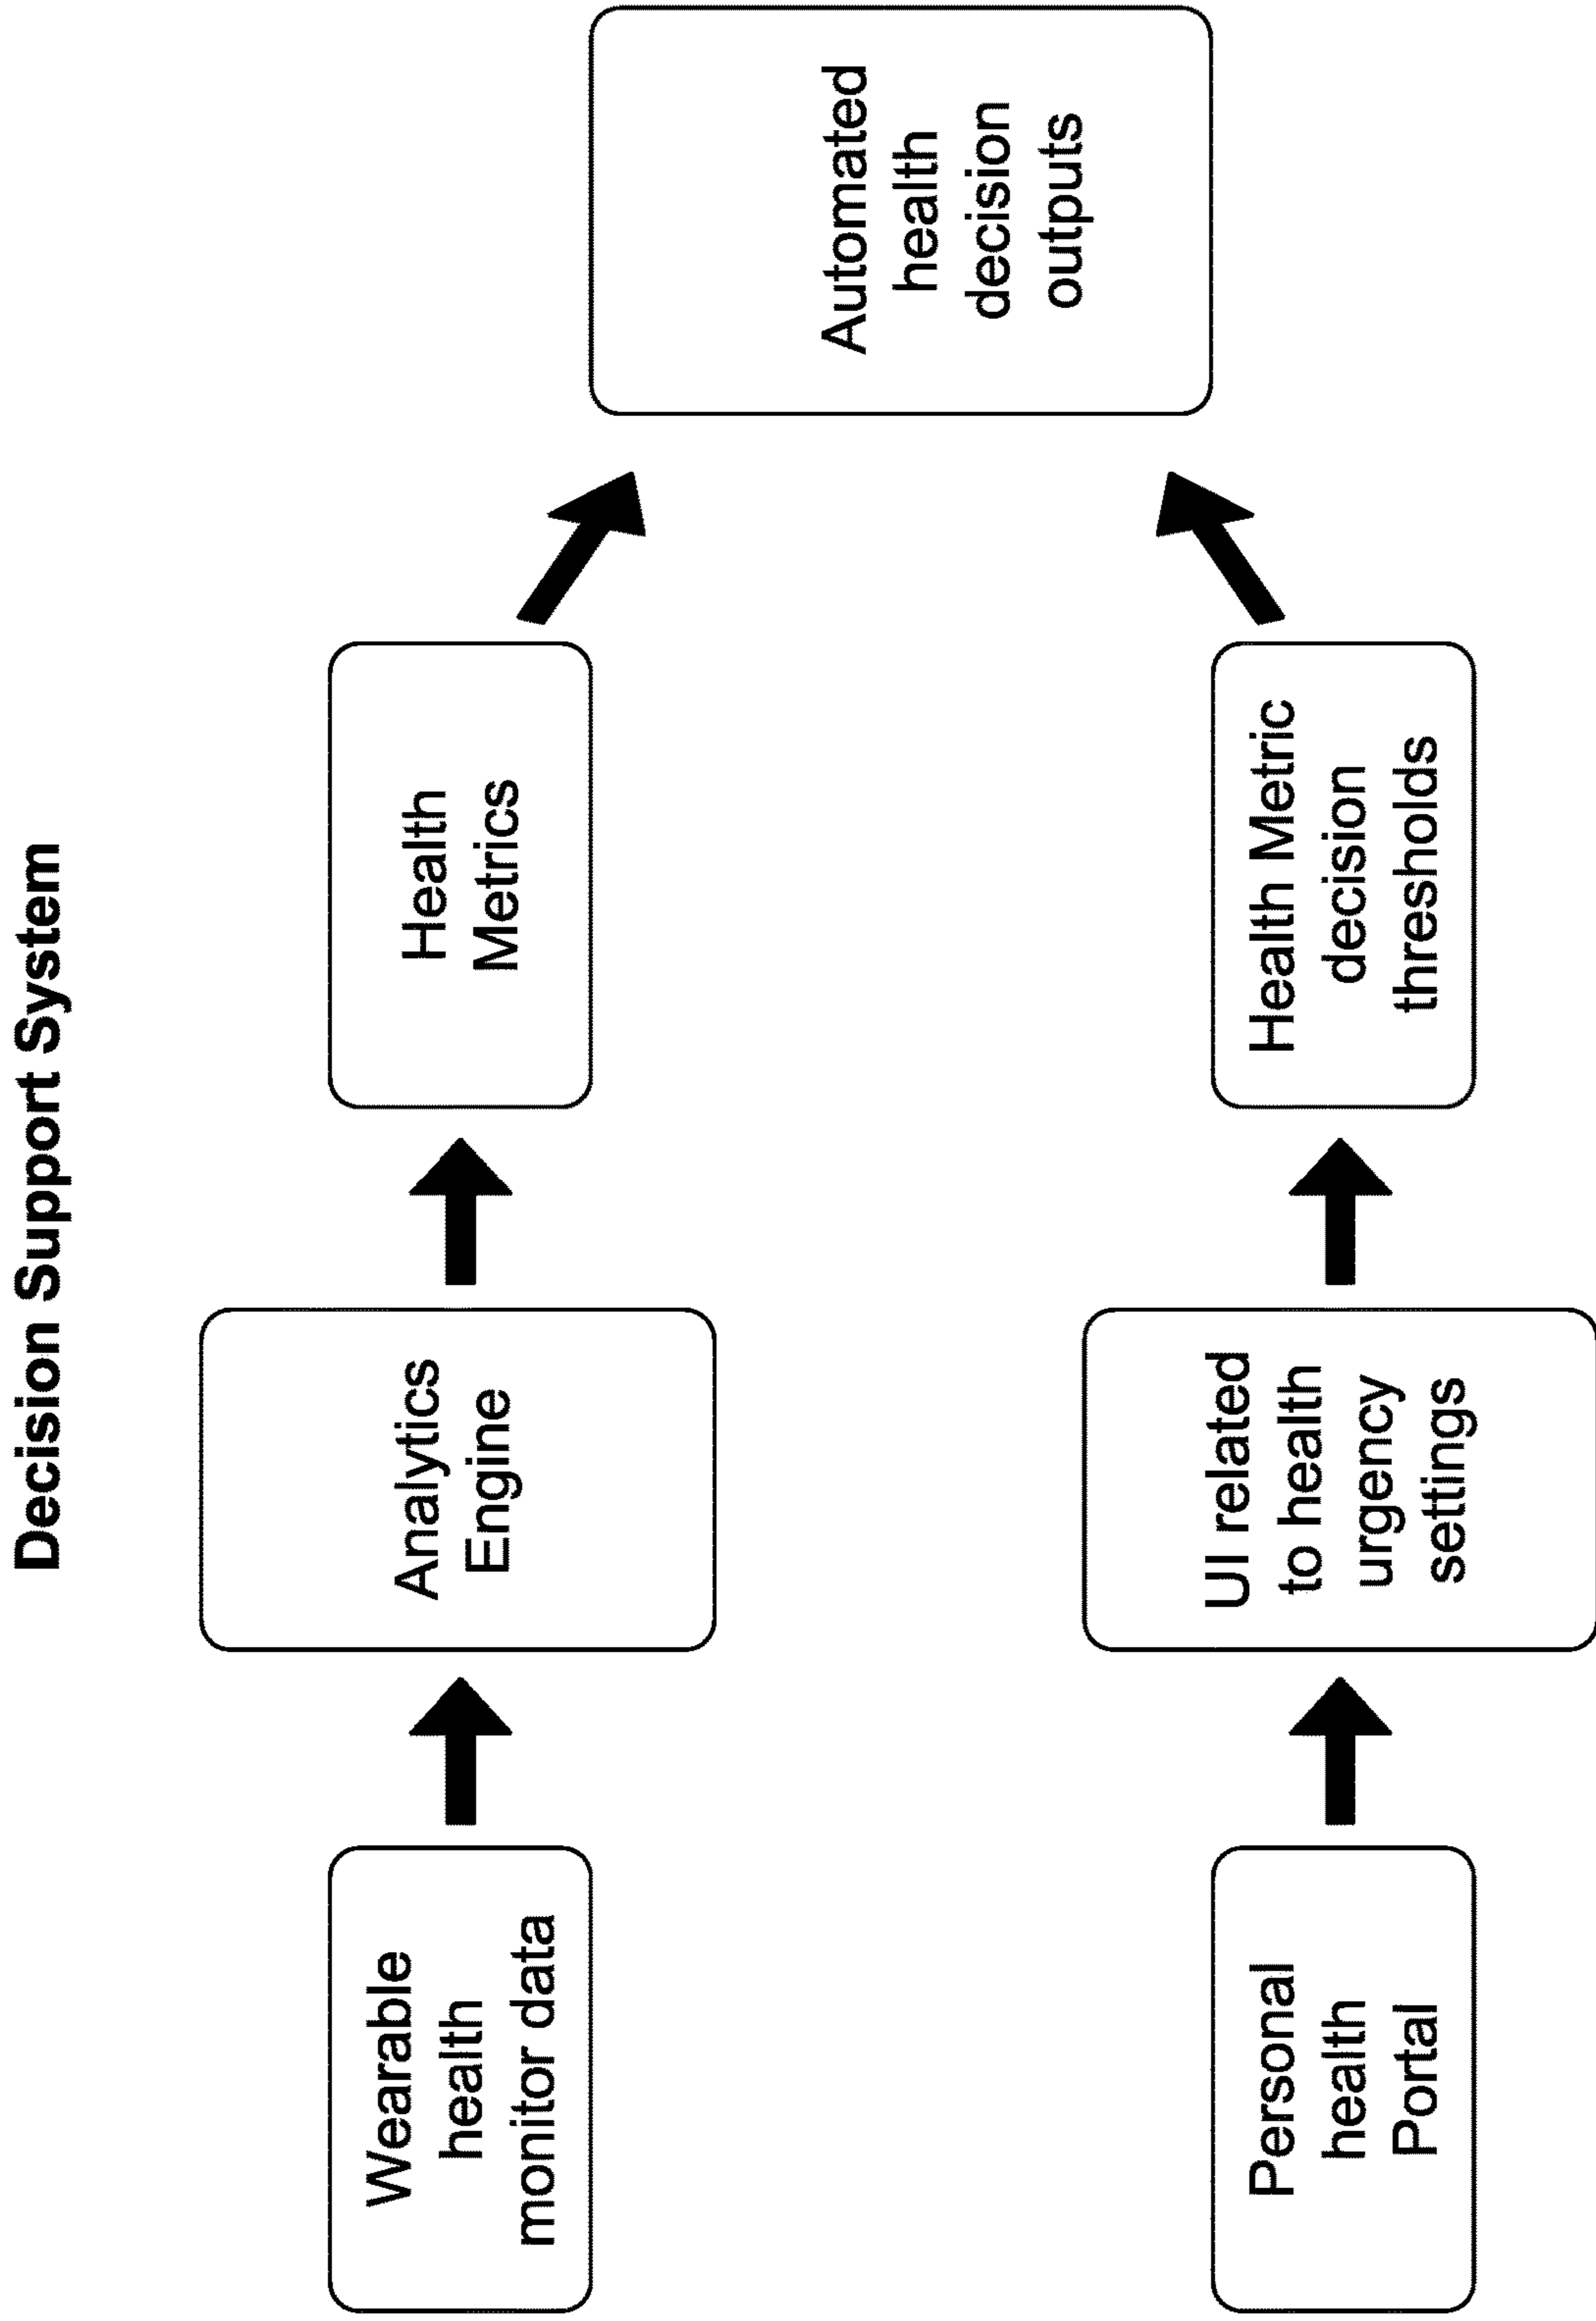 Decision Support System
Wearable
health
monitor data
Analytics
Engine
Health
Metrics
Personal
health
Portal
UI related
to health
urgency
settings
Health Metric
decision
thresholds
Automated
health
decision
outputs